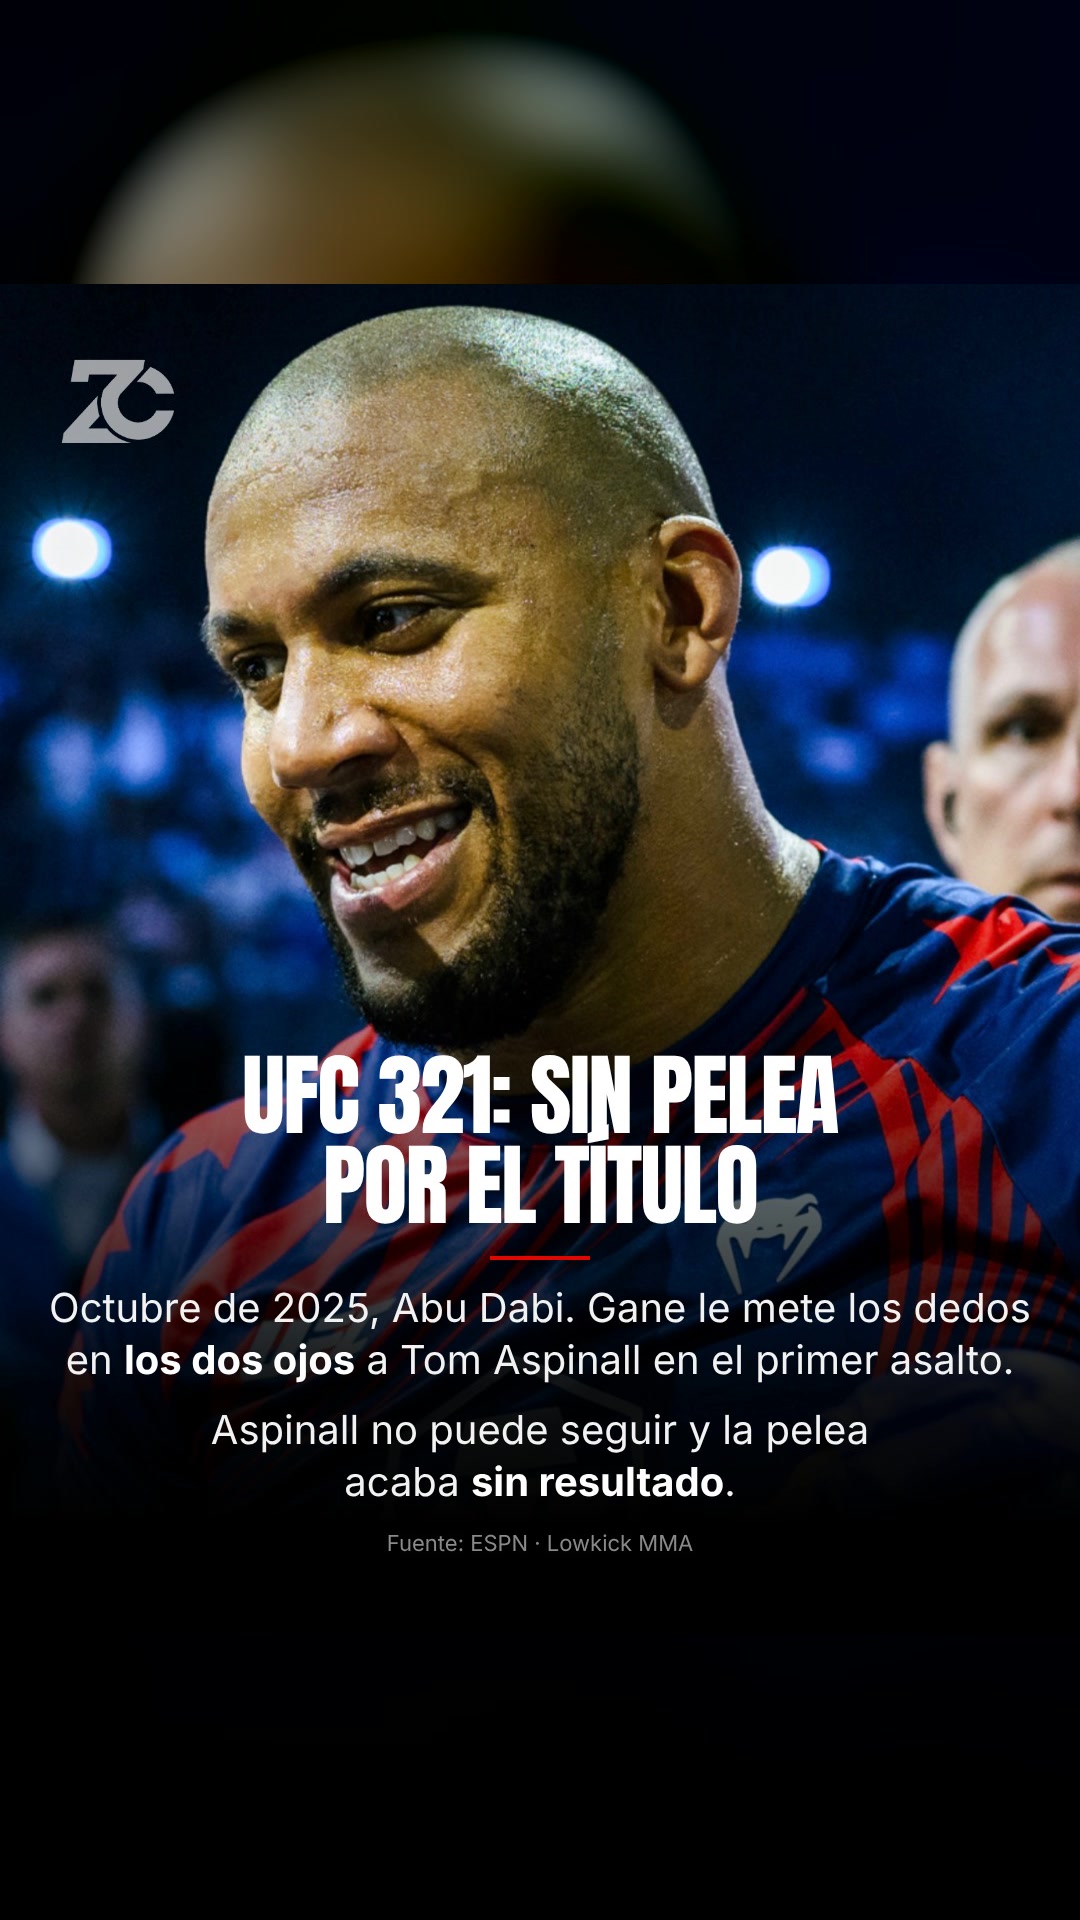 ZC
UFC 321: SIN PELEA
POR EL TÍTULO
Octubre de 2025, Abu Dabi. Gane le mete los dedos
en los dos ojos a Tom Aspinall en el primer asalto.
Aspinall no puede seguir y la pelea
acaba sin resultado.
Fuente: ESPN · Lowkick MMA